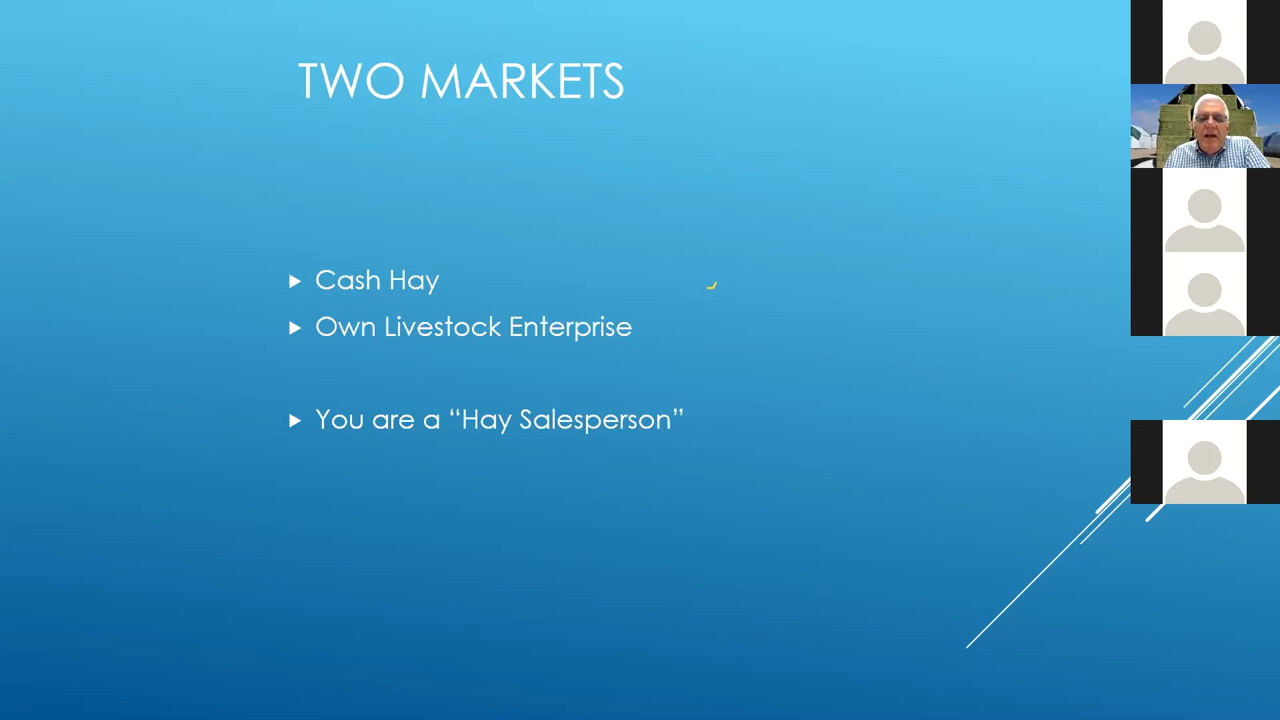 TWO MARKETS
Cash Hay
Own Livestock Enterprise
You are a “Hay Salesperson”